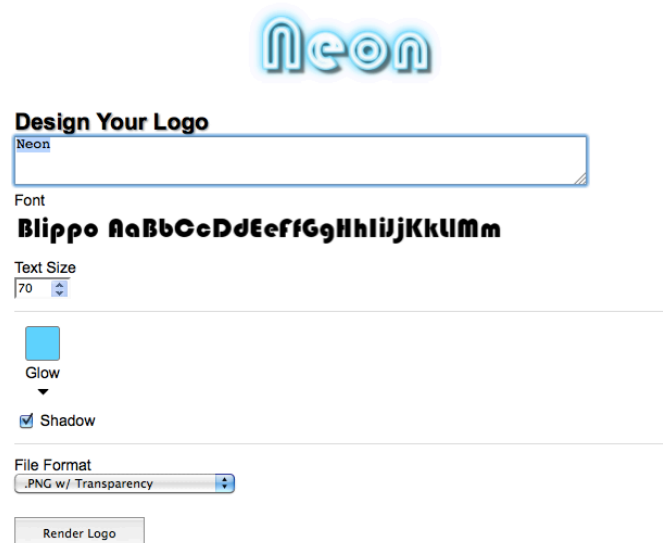 Neon
Design Your Logo
Neon
Font
Blippo AaBbCcDdEeFfGgHhIiJjKkLlMm
Text Size
70
Glow
Shadow
File Format
.PNG w/ Transparency
Render Logo